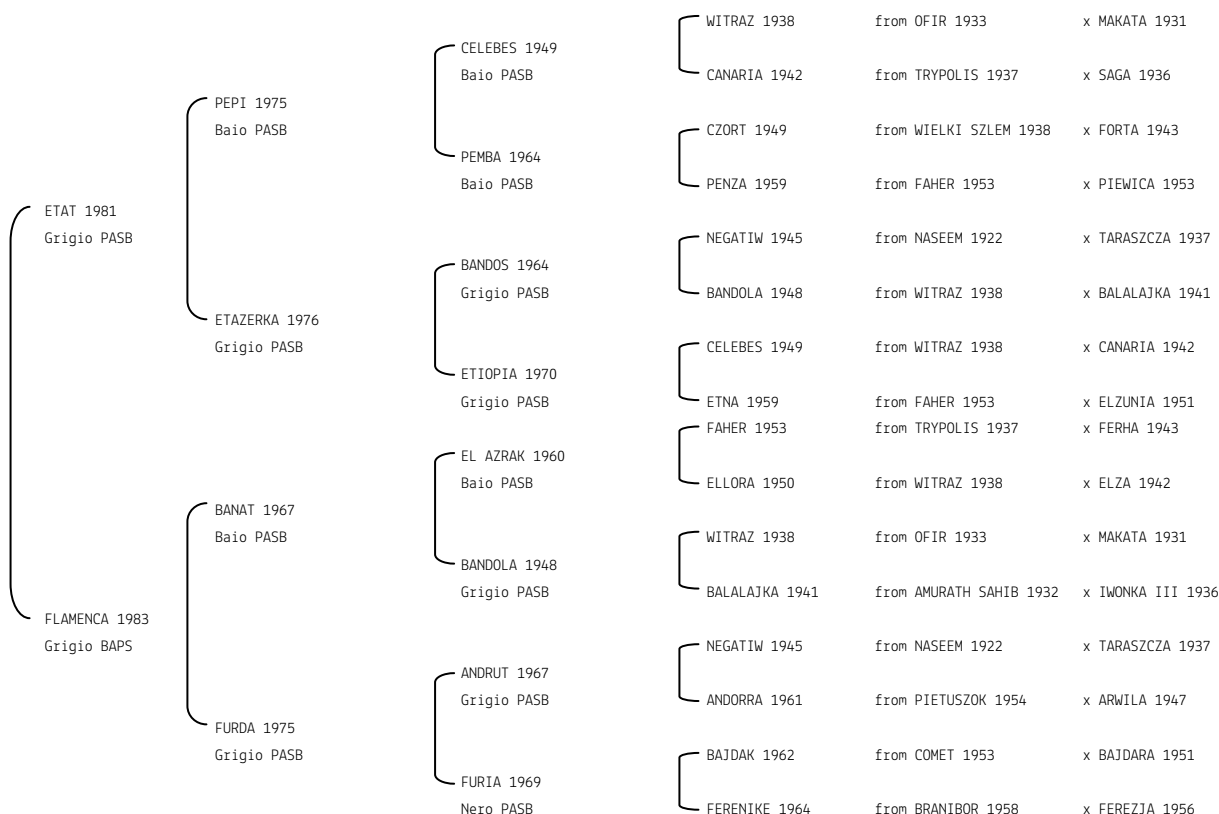 WITRAZ 1938 from OFIR 1933 x MAKATA 1931
CELEBES 1949
Baio PASB
CANARIA 1942 from TRYPOLIS 1937 x SAGA 1936
PEPI 1975
Baio PASB
CZORT 1949 from WIELKI SZLEM 1938 x FORTA 1943
PEMBA 1964
Baio PASB
PENZA 1959 from FAHER 1953 x PIEWICA 1953
ETAT 1981
Grigio PASB
NEGATIW 1945 from NASEEM 1922 x TARASZCZA 1937
BANDOS 1964
Grigio PASB
BANDOLA 1948 from WITRAZ 1938 x BALALAJKA 1941
ETAZERKA 1976
Grigio PASB
CELEBES 1949 from WITRAZ 1938 x CANARIA 1942
ETIOPIA 1970
Grigio PASB
ETNA 1959 from FAHER 1953 x ELZUNIA 1951
FAHER 1953 from TRYPOLIS 1937 x FERHA 1943
EL AZRAK 1960
Baio PASB
ELLORA 1950 from WITRAZ 1938 x ELZA 1942
BANAT 1967
Baio PASB
WITRAZ 1938 from OFIR 1933 x MAKATA 1931
BANDOLA 1948
Grigio PASB
BALALAJKA 1941 from AMURATH SAHIB 1932 x IWONKA III 1936
FLAMENCA 1983
Grigio BAPS
NEGATIW 1945 from NASEEM 1922 x TARASZCZA 1937
ANDRUT 1967
Grigio PASB
ANDORRA 1961 from PIETUSZOK 1954 x ARWILA 1947
FURDA 1975
Grigio PASB
BAJDAK 1962 from COMET 1953 x BAJDARA 1951
FURIA 1969
Nero PASB
FERENIKE 1964 from BRANIBOR 1958 x FEREZJA 1956